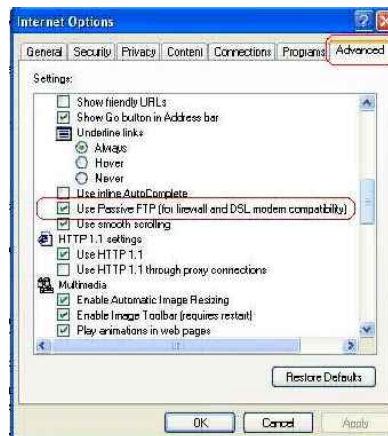 Internet Options
General Security Privacy Content Connections Programs Advanced
Settings:
Show friendly URLs
Show Go button in Address bar
Underline links
Always
Hover
Never
Use inline AutoComplete
Use Passive FTP (for firewall and DSL modem compatibility)
Use smooth scrolling
HTTP 1.1 settings
Use HTTP 1.1
Use HTTP 1.1 through proxy connections
Multimedia
Enable Automatic Image Resizing
Enable Image Toolbar (requires restart)
Play animations in web pages
Restore Defaults
OK Cancel Apply